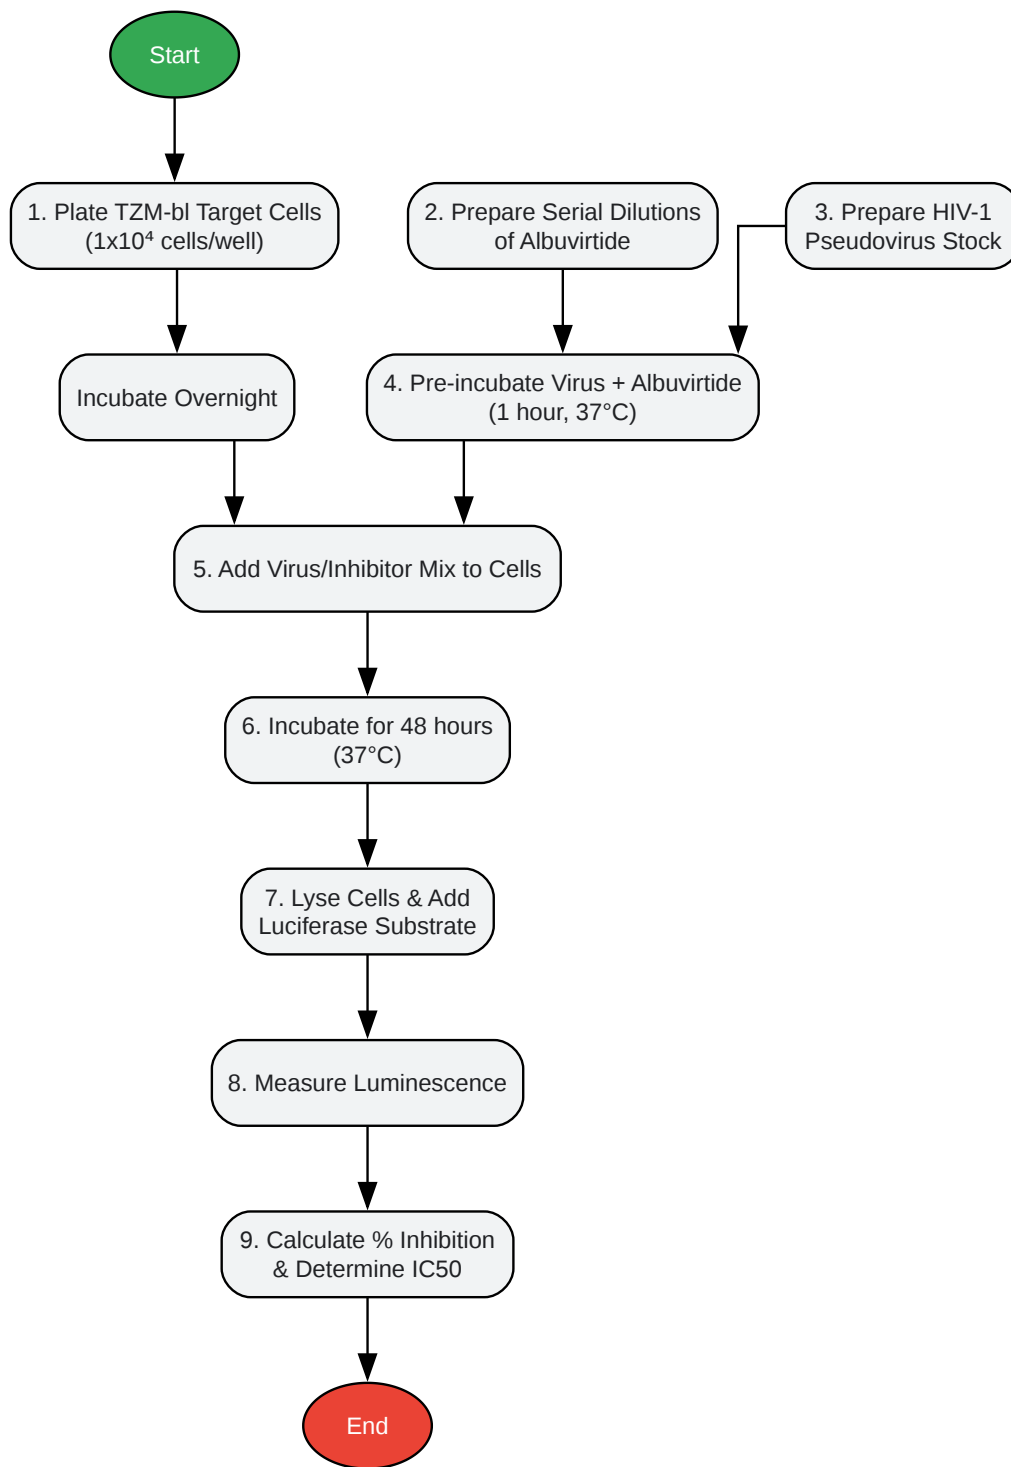 Start
1. Plate TZM-bl Target Cells
(1x10⁴ cells/well)
2. Prepare Serial Dilutions
of Albuvirtide
3. Prepare HIV-1
Pseudovirus Stock
Incubate Overnight
4. Pre-incubate Virus + Albuvirtide
(1 hour, 37°C)
5. Add Virus/Inhibitor Mix to Cells
6. Incubate for 48 hours
(37°C)
7. Lyse Cells & Add
Luciferase Substrate
8. Measure Luminescence
9. Calculate % Inhibition
& Determine IC50
End